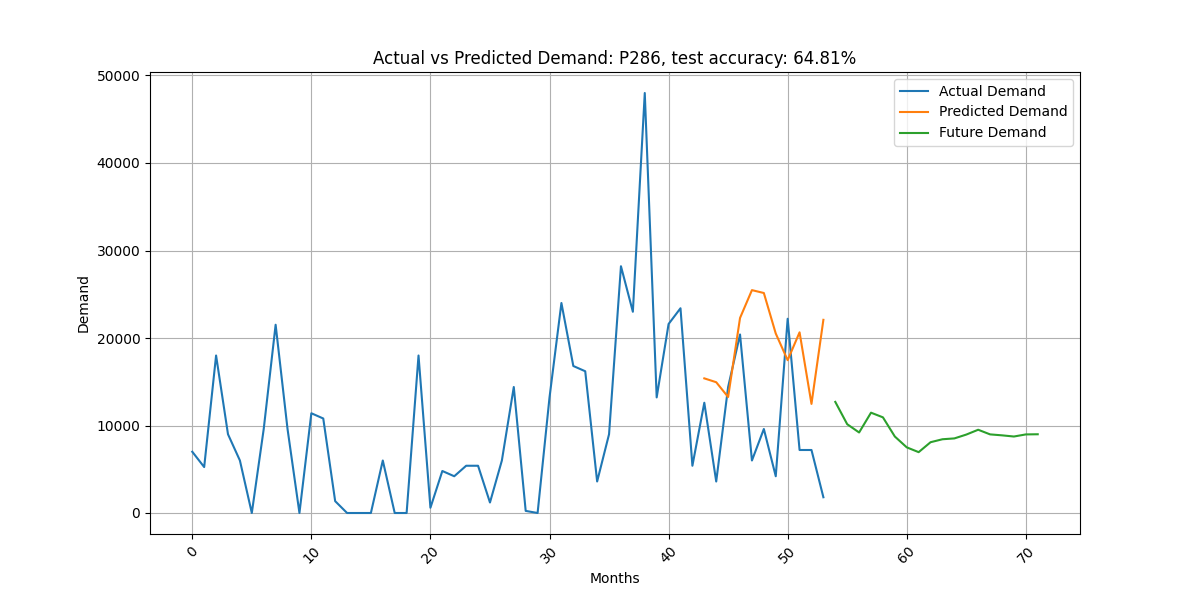 Actual vs Predicted Demand: P286, test accuracy: 64.81%
50000
40000
30000
20000
10000
0
Demand
Actual Demand
Predicted Demand
Future Demand
0
10
20
30
40
50
60
70
Months